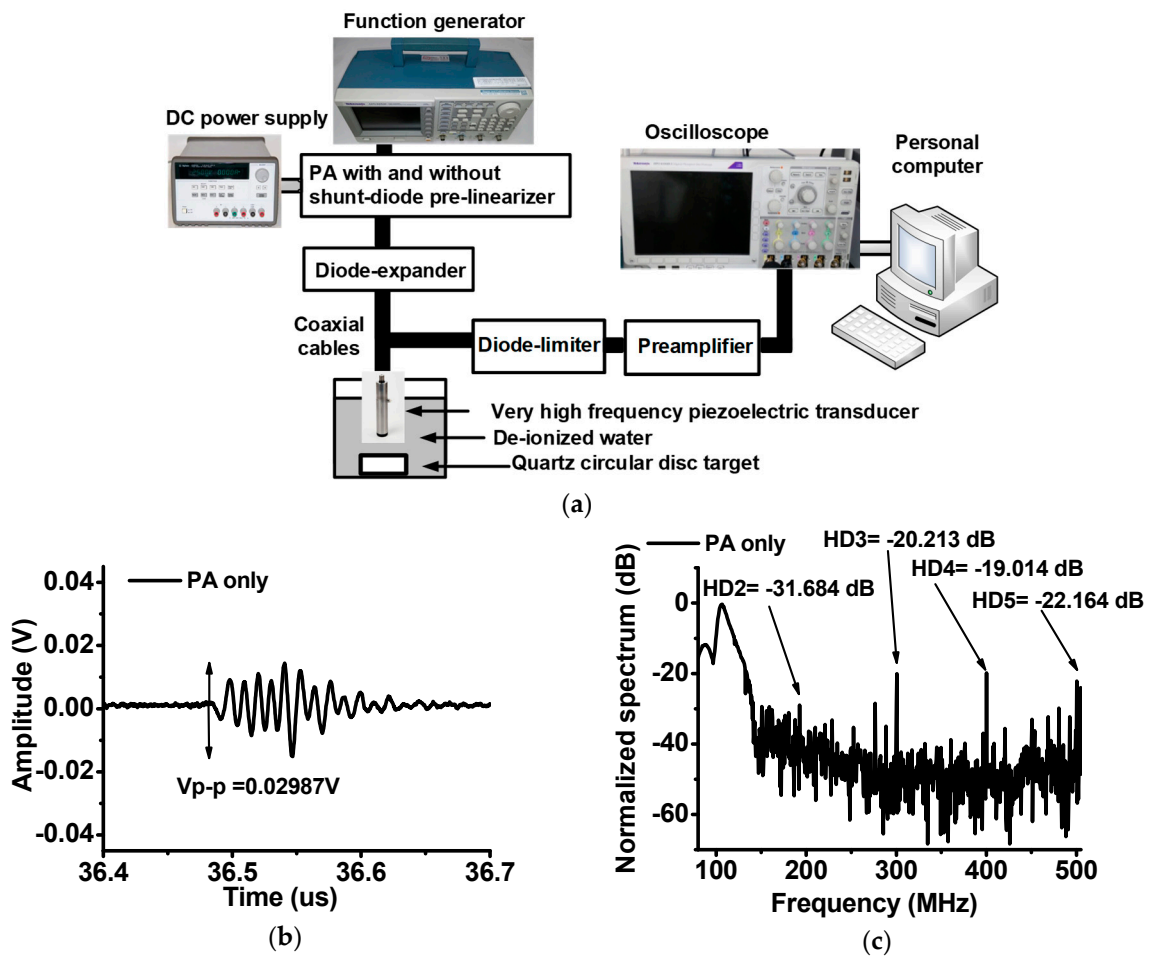 Function generator
DC power supply
Oscilloscope
Personal
computer
PA with and without
shunt-diode pre-linearizer
Diode-expander
Coaxial
cables
Diode-limiter
Preamplifier
Very high frequency piezoelectric transducer
De-ionized water
Quartz circular disc target
(a)
PA only
Amplitude (V)
0.04
0.02
0.00
-0.02
-0.04
Vp-p =0.02987V
36.4
36.5
36.6
36.7
Time (us)
(b)
PA only
HD2= -31.684 dB
HD3= -20.213 dB
HD4= -19.014 dB
HD5= -22.164 dB
Normalized spectrum (dB)
0
-20
-40
-60
100
200
300
400
500
Frequency (MHz)
(c)